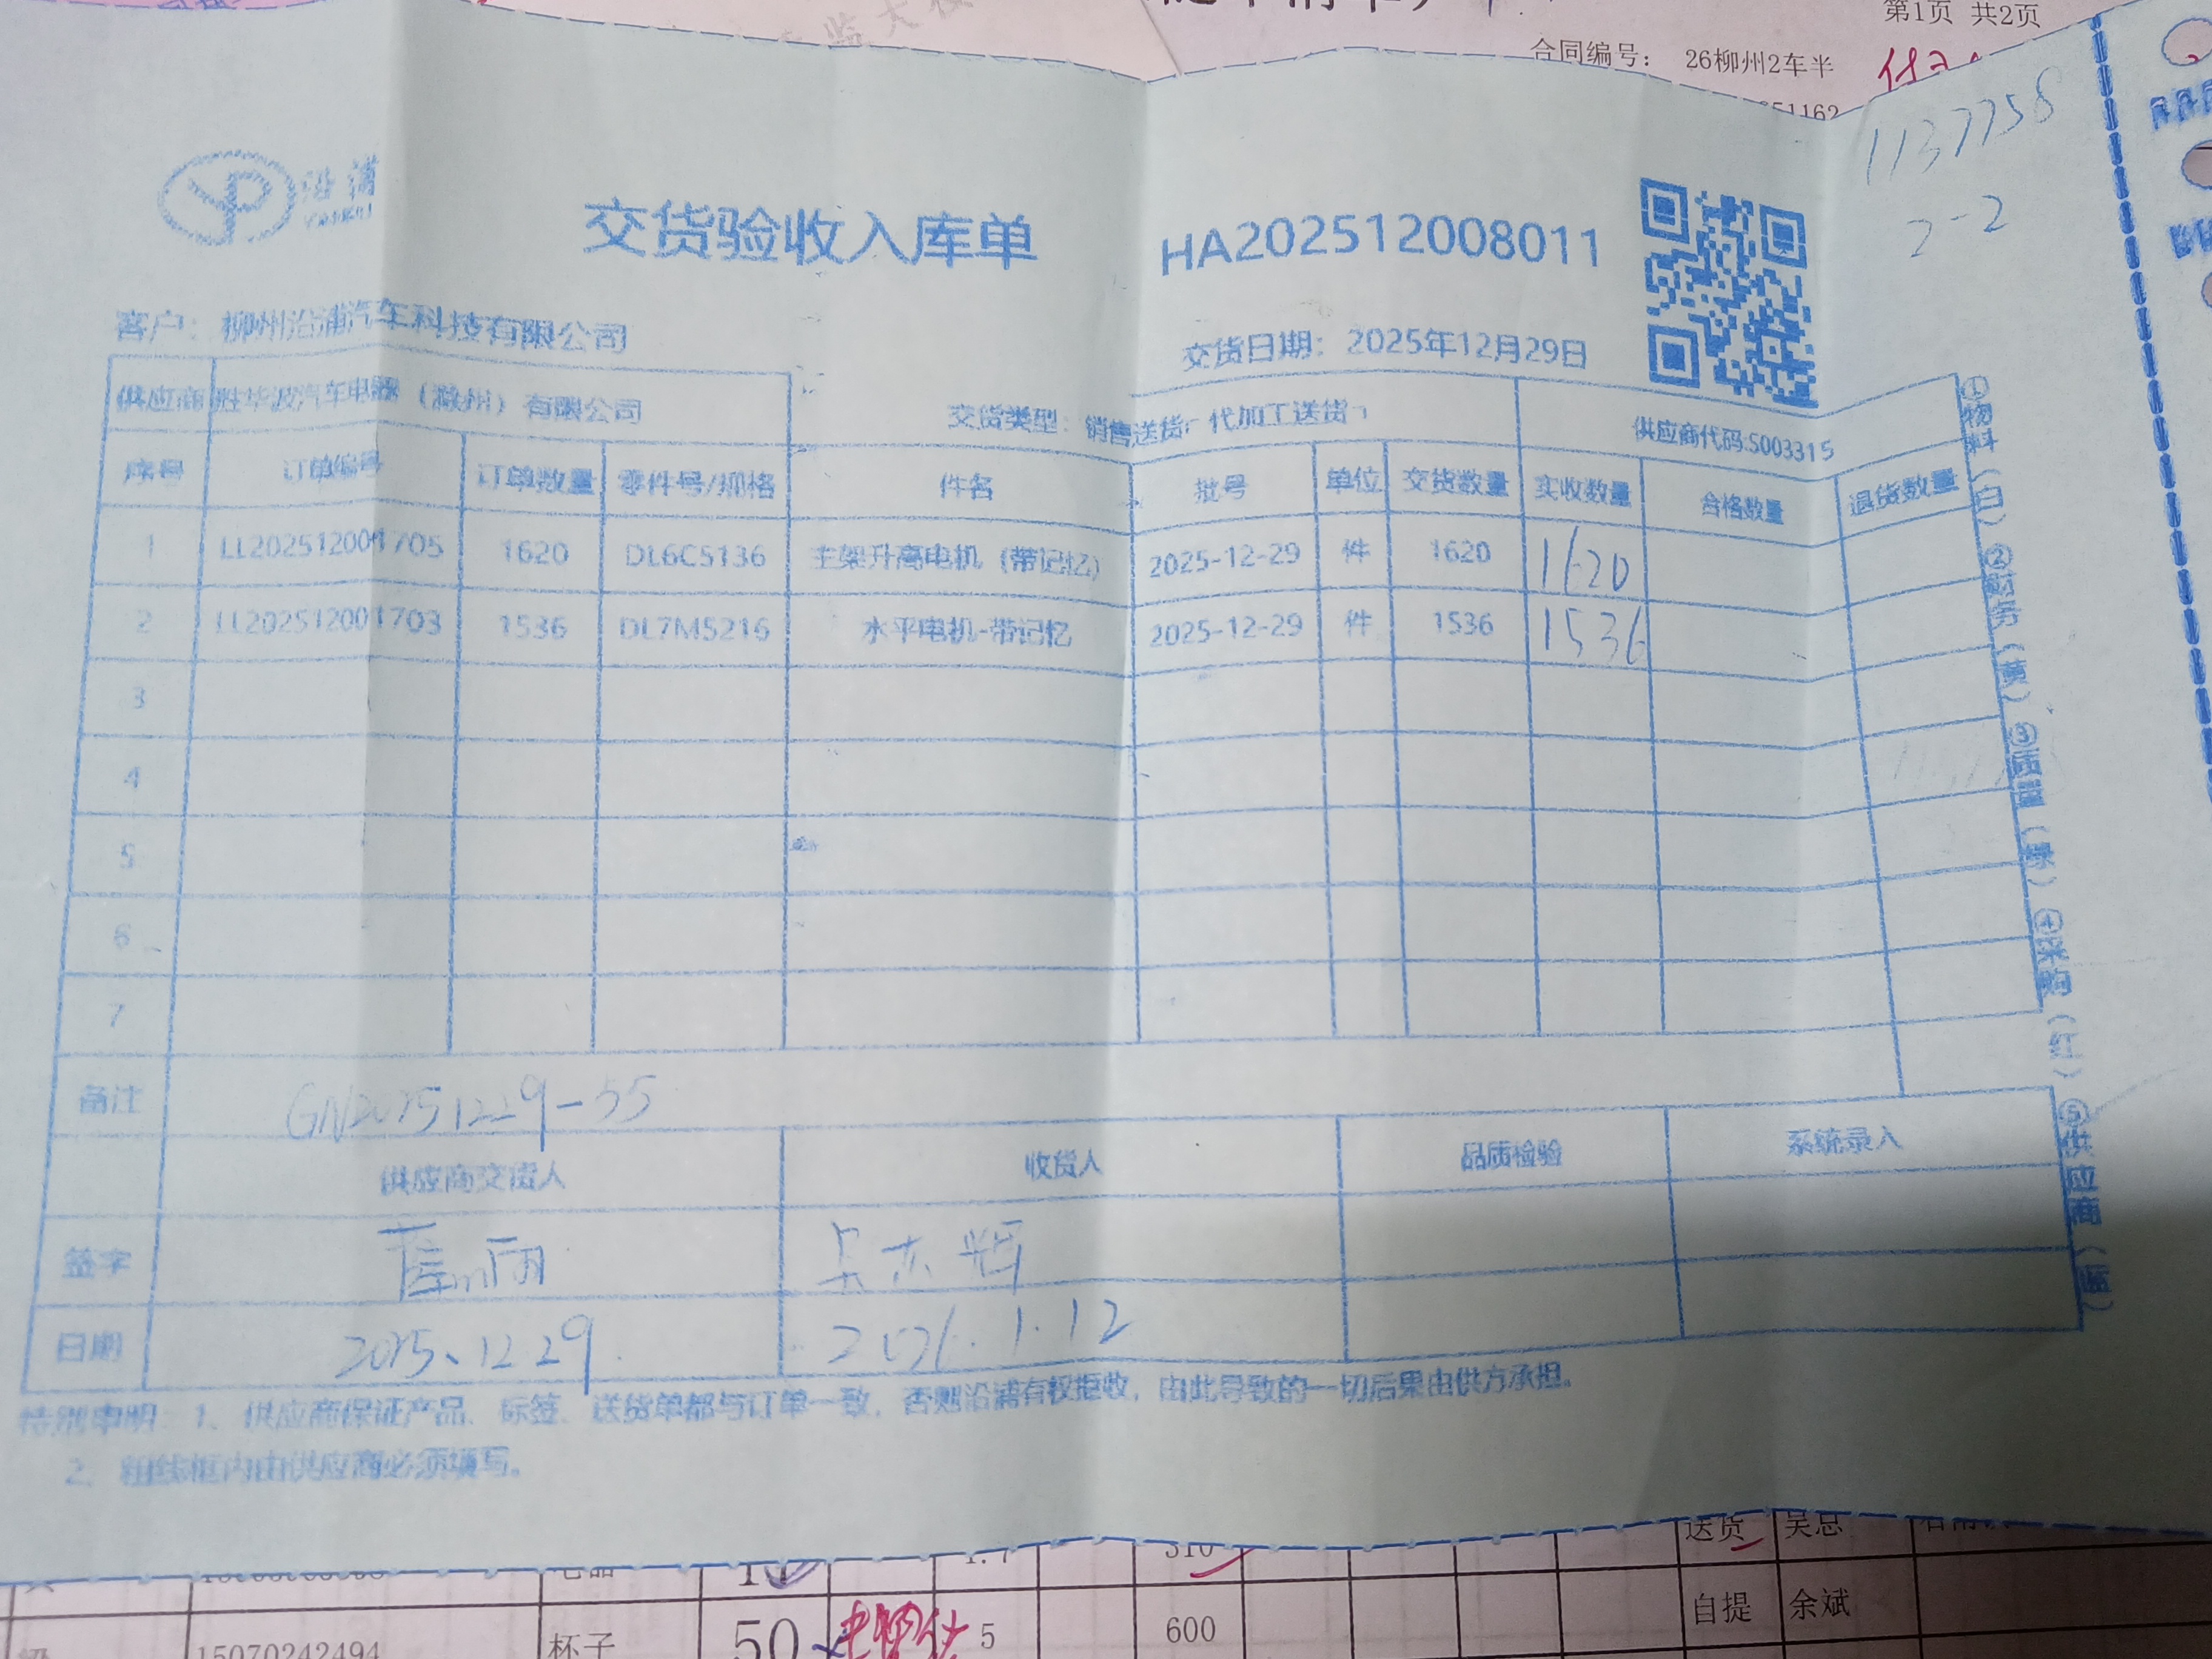 第1页 共2页
合同编号： 26柳州2车半
1137758
2-2
沿浦
YANPU
交货验收入库单
HA202512008011
客户：柳州沿浦汽车科技有限公司
交货日期：2025年12月29日
供应商 胜华波汽车电器（滁州）有限公司 交货类型：销售送货 代加工送货 供应商代码:S003315
序号 订单编号 订单数量 零件号/规格 件名 批号 单位 交货数量 实收数量 合格数量 退货数量
1 LL202512001705 1620 DL6C5136 主架升高电机（带记忆） 2025-12-29 件 1620 1620
2 LL202512001703 1536 DL7M5216 水平电机-带记忆 2025-12-29 件 1536 1536
3
4
5
6
7
备注 GN20251229-55
供应商交货人 收货人 品质检验 系统录入
签字
日期 2025.12.29 2026.1.12
特别申明：1、供应商保证产品、标签、送货单都与订单一致，否则沿浦有权拒收，由此导致的一切后果由供方承担。
2、粗线框内由供应商必须填写。
①物料（白）②财务（黄）③质量（绿）④账务（红）⑤供应商（蓝）
送货 吴总
310
自提 余斌
15070242494 杯子 50 5 600